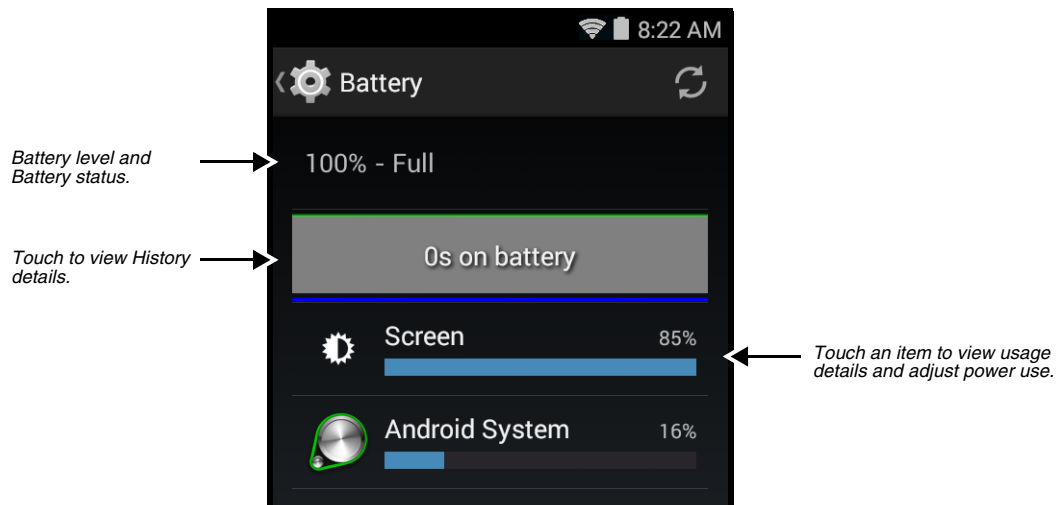 8:22 AM
Battery
Battery level and
Battery status.
100% - Full
Touch to view History
details.
0s on battery
Screen 85%
Touch an item to view usage
details and adjust power use.
Android System 16%